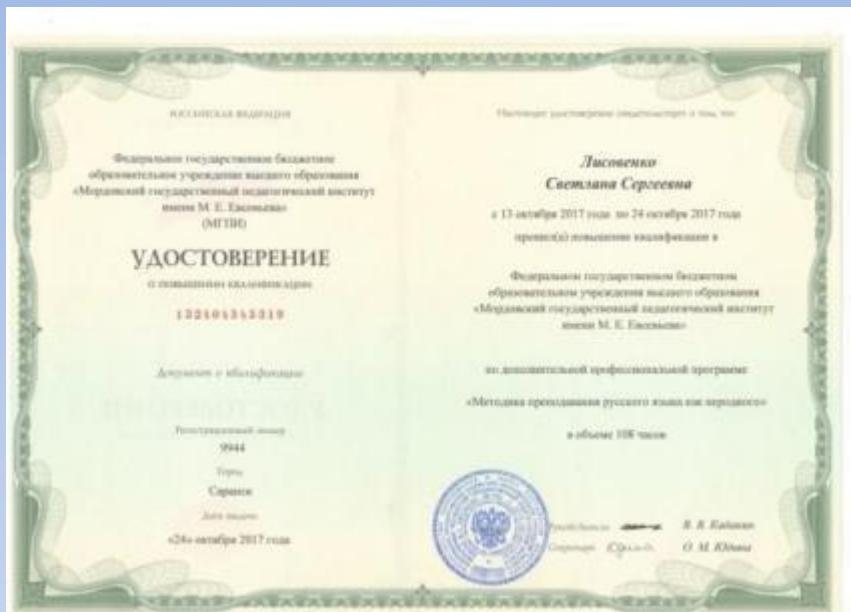 РОССИЙСКАЯ ФЕДЕРАЦИЯ
Федеральное государственное бюджетное
образовательное учреждение высшего образования
«Мордовский государственный педагогический институт
имени М. Е. Евсевьева»
(МГПИ)
УДОСТОВЕРЕНИЕ
о повышении квалификации
132404343319
Документ о квалификации
Регистрационный номер
9944
Город
Саранск
Дата выдачи
«24» октября 2017 года
Настоящее удостоверение свидетельствует о том, что
Лисовенко
Светлана Сергеевна
с 13 октября 2017 года по 24 октября 2017 года
прошел(а) повышение квалификации в
Федеральном государственном бюджетном
образовательном учреждении высшего образования
«Мордовский государственный педагогический институт
имени М. Е. Евсевьева»
по дополнительной профессиональной программе
«Методика преподавания русского языка как неродного»
в объеме 108 часов
Руководитель В. В. Кадакин
Секретарь О. М. Юдина